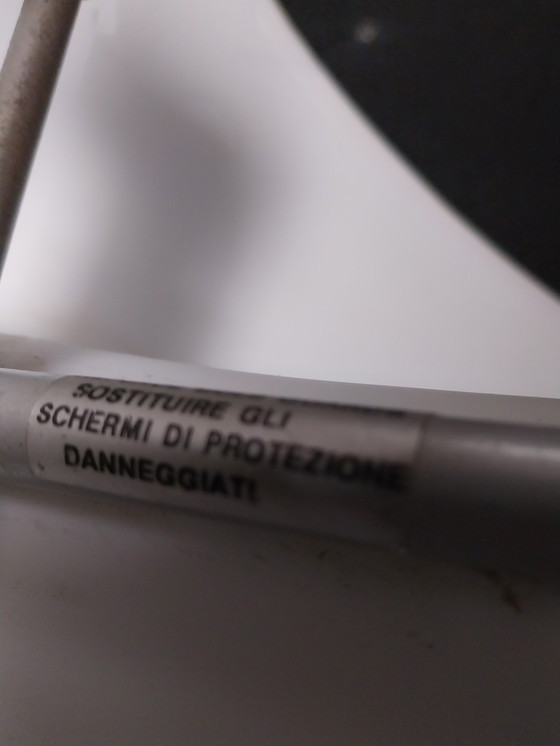 SOSTITUIRE GLI
SCHERMI DI PROTEZIONE
DANNEGGIATI